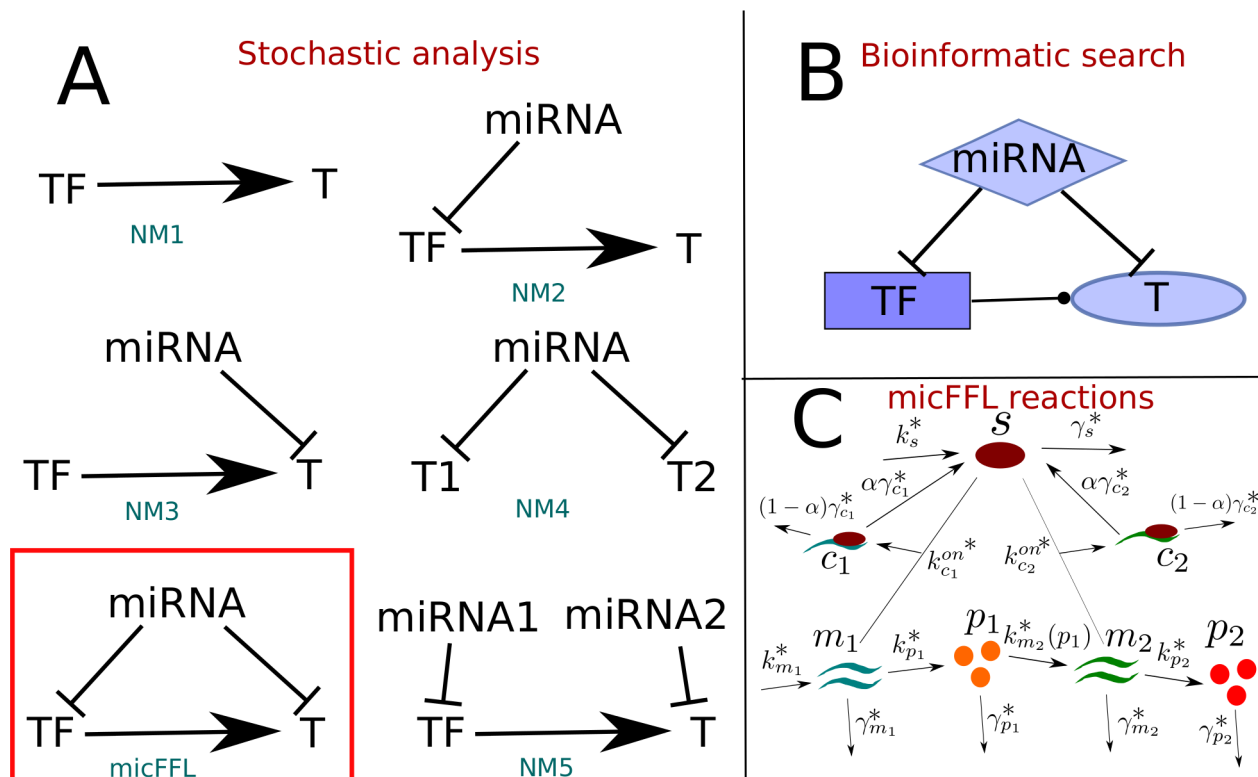 A
Stochastic analysis
TF
T
NM1
miRNA
TF
T
NM2
miRNA
TF
T
NM3
miRNA
T1
T2
NM4
miRNA
TF
T
micFFL
miRNA1
miRNA2
TF
T
NM5
B
Bioinformatic search
miRNA
TF
T
C
micFFL reactions
s
k_s^*
γ_s^*
αγ_{c_1}^*
αγ_{c_2}^*
(1−α)γ_{c_1}^*
(1−α)γ_{c_2}^*
c_1
k_{c_1}^{on*}
k_{c_2}^{on*}
c_2
k_{m_1}^*
m_1
k_{p_1}^*
p_1
k_{m_2}^*(p_1)
m_2
k_{p_2}^*
p_2
γ_{m_1}^*
γ_{p_1}^*
γ_{m_2}^*
γ_{p_2}^*